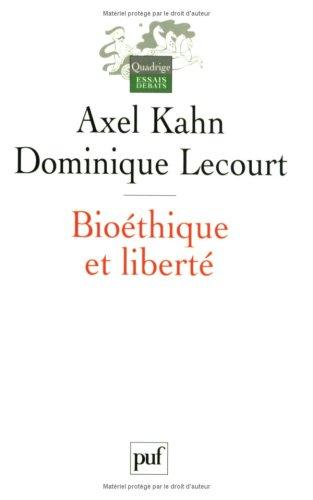 Matériel protégé par le droit d'auteur
Quadrige
ESSAIS
DEBATS
Axel Kahn
Dominique Lecourt
Bioéthique
et liberté
puf
Matériel protégé par le droit d'auteur